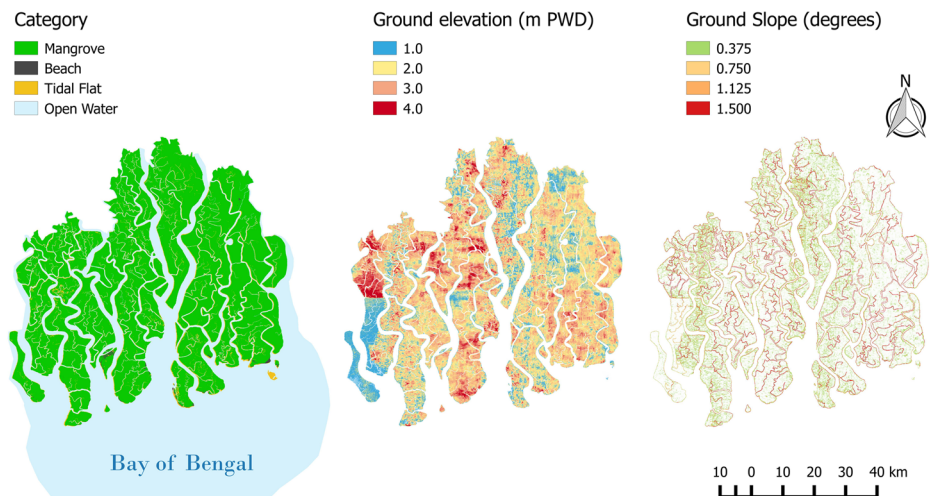 Category
Mangrove
Beach
Tidal Flat
Open Water
Bay of Bengal
Ground elevation (m PWD)
1.0
2.0
3.0
4.0
Ground Slope (degrees)
0.375
0.750
1.125
1.500
N
10 0 10 20 30 40 km